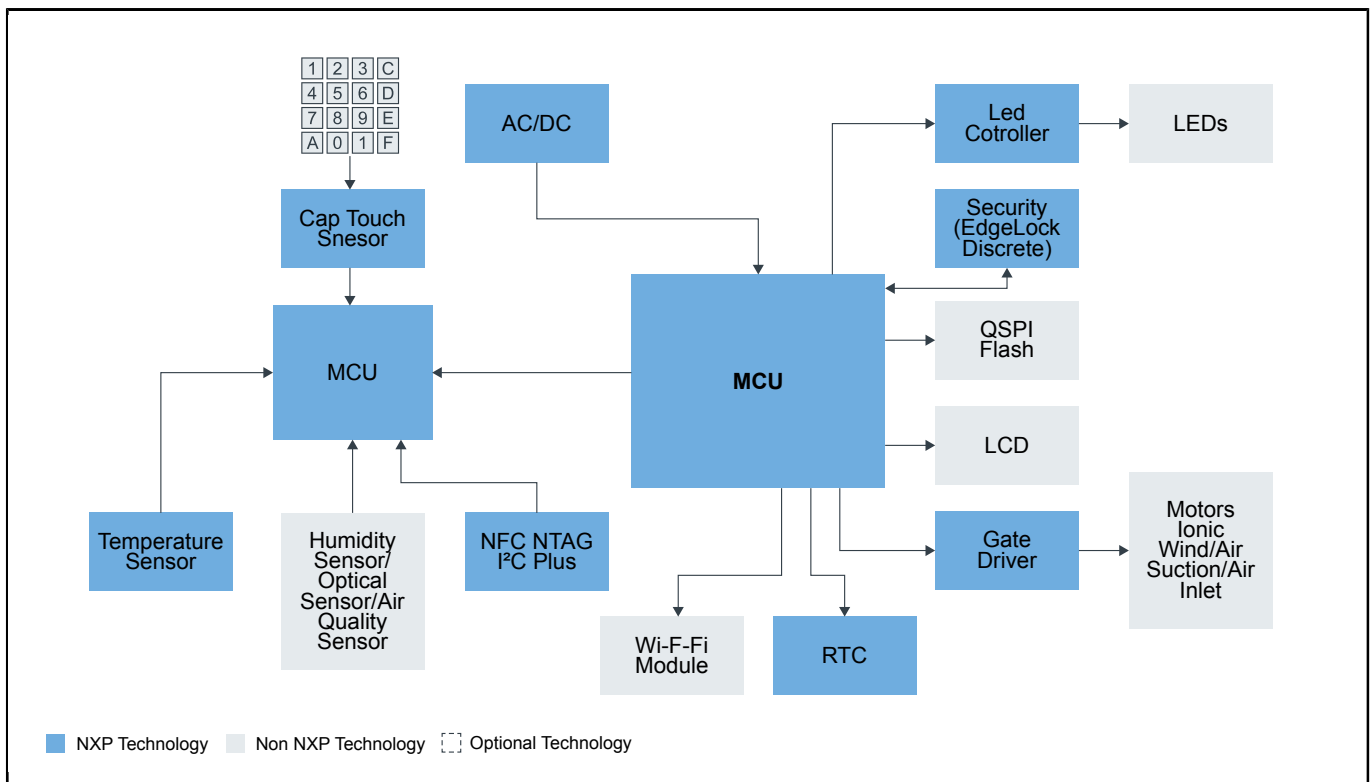 1 2 3 C
4 5 6 D
7 8 9 E
A 0 1 F
AC/DC
Led
Cotroller
LEDs
Cap Touch
Snesor
Security
(EdgeLock
Discrete)
MCU
MCU
QSPI
Flash
LCD
Temperature
Sensor
Humidity
Sensor/
Optical
Sensor/Air
Quality
Sensor
NFC NTAG
I²C Plus
Gate
Driver
Motors
Ionic
Wind/Air
Suction/Air
Inlet
Wi-F-Fi
Module
RTC
NXP Technology
Non NXP Technology
Optional Technology